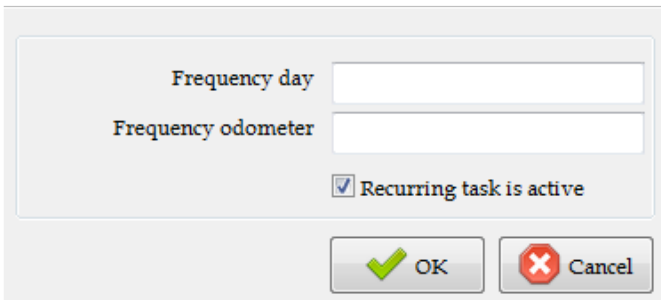 Frequency day
Frequency odometer
Recurring task is active
OK
Cancel